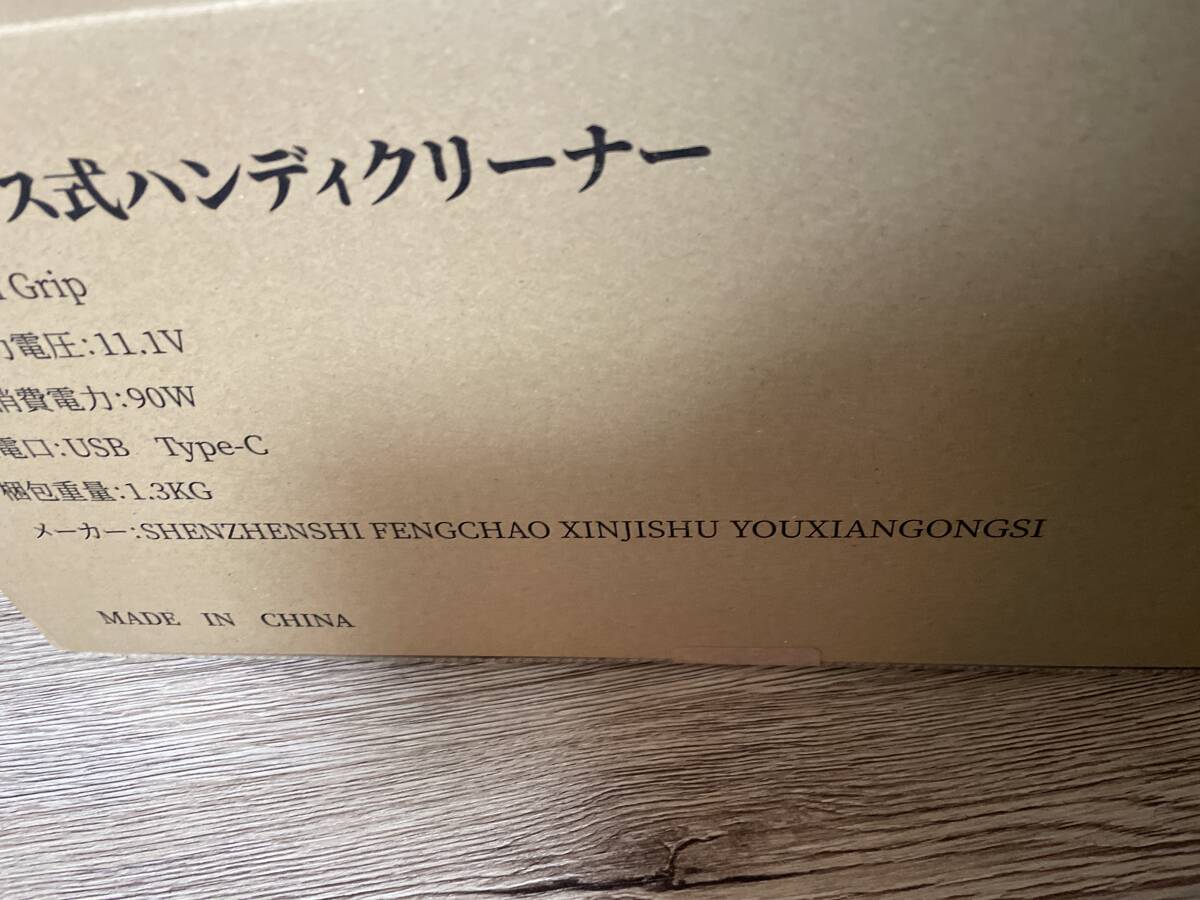 ス式ハンディクリーナー
Grip
電圧:11.1V
消費電力:90W
電口:USB Type-C
梱包重量:1.3KG
メーカー:SHENZHENSHI FENGCHAO XINJISHU YOUXIANGONGSI
MADE IN CHINA